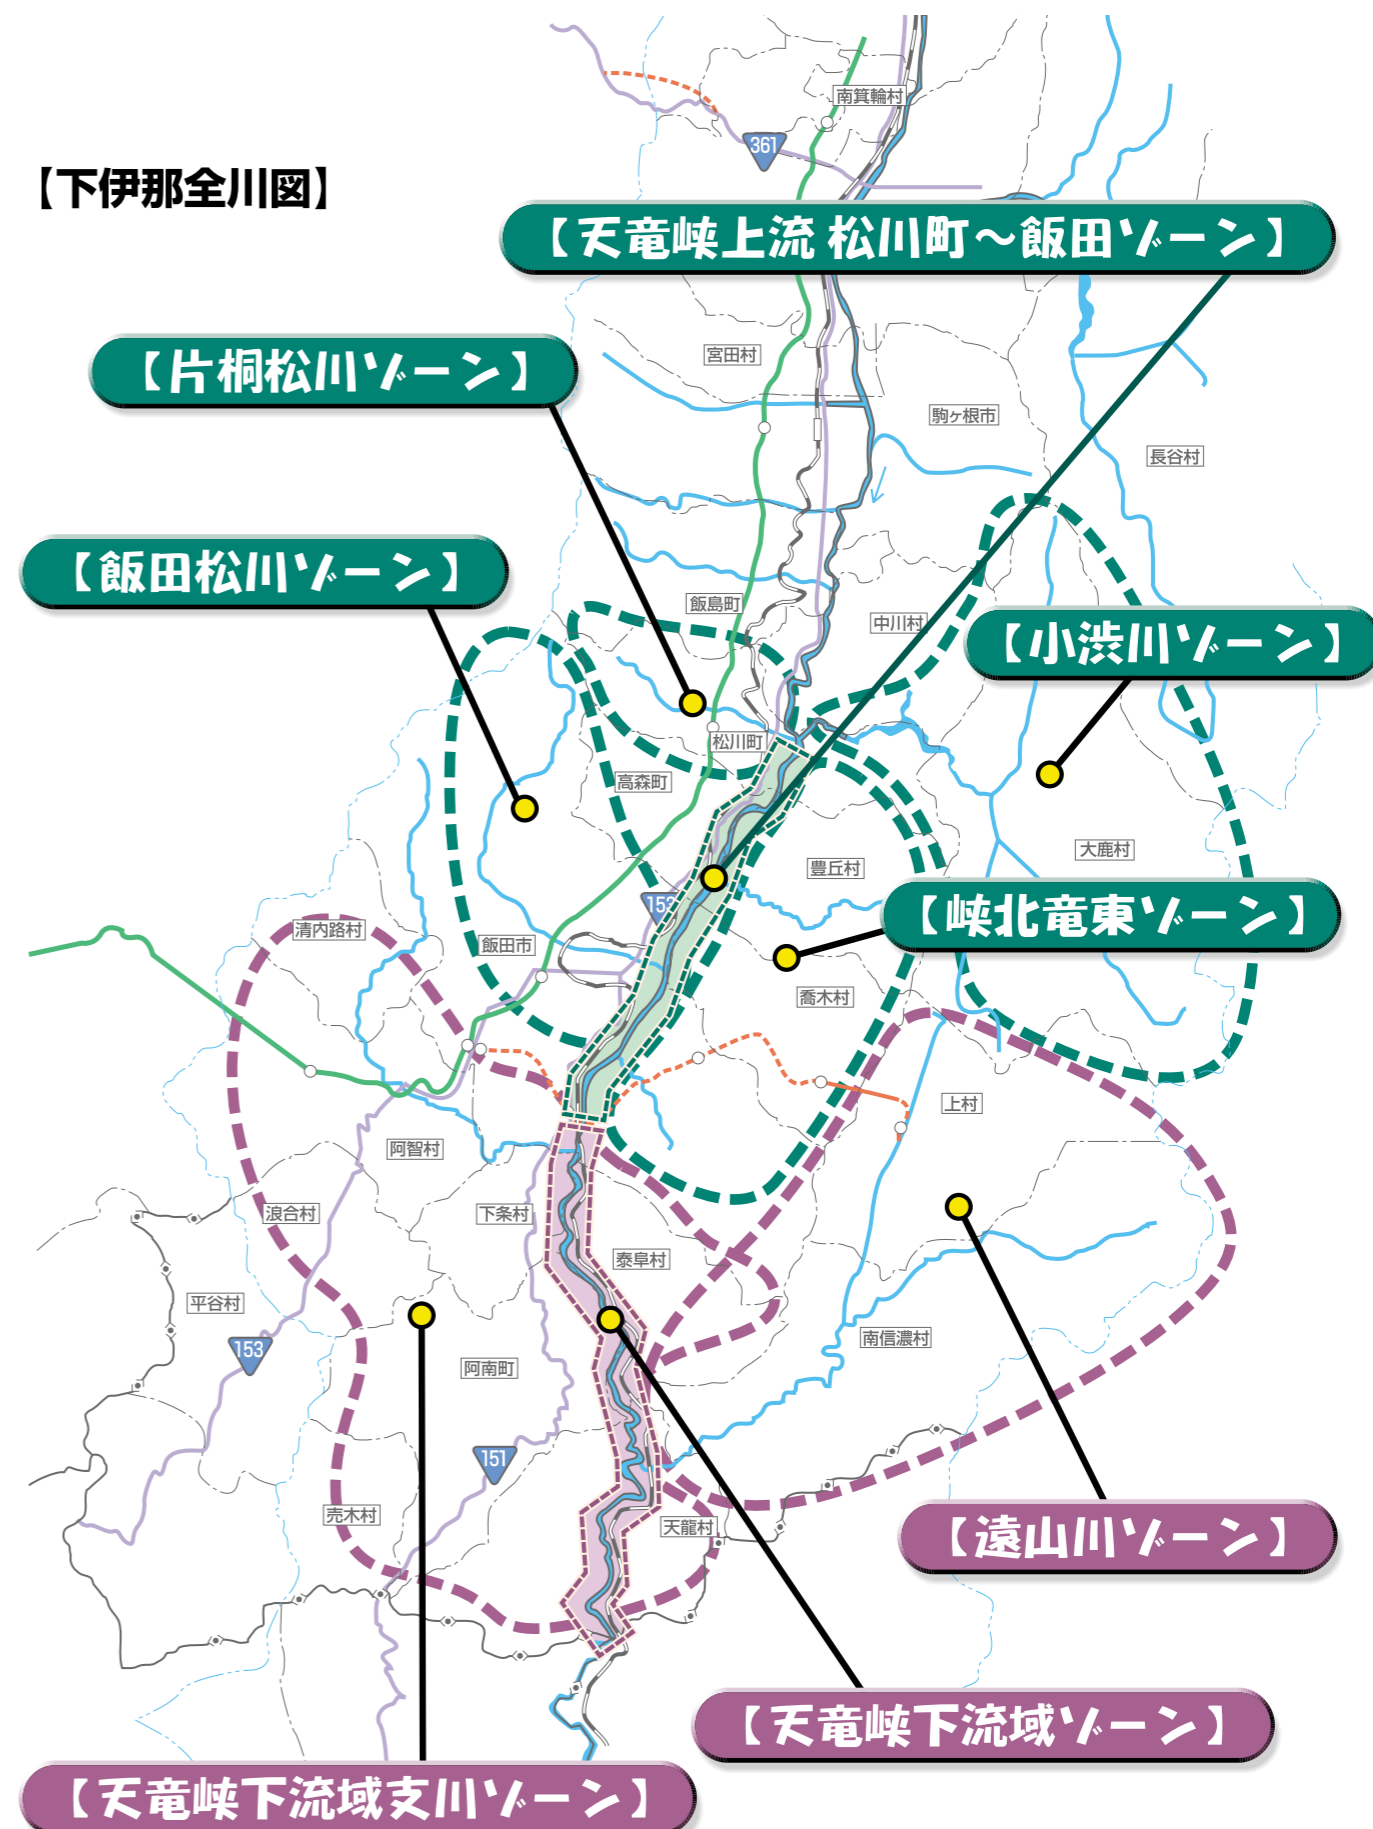 南箕輪村
361
【下伊那全川図】
【天竜峡上流 松川町～飯田ゾーン】
宮田村
【片桐松川ゾーン】
駒ヶ根市
長谷村
【飯田松川ゾーン】
飯島町
中川村
【小渋川ゾーン】
松川町
高森町
大鹿村
豊丘村
153
【峡北竜東ゾーン】
清内路村
飯田市
喬木村
上村
阿智村
浪合村
下条村
泰阜村
平谷村
南信濃村
153
阿南町
151
売木村
天龍村
【遠山川ゾーン】
【天竜峡下流域ゾーン】
【天竜峡下流域支川ゾーン】